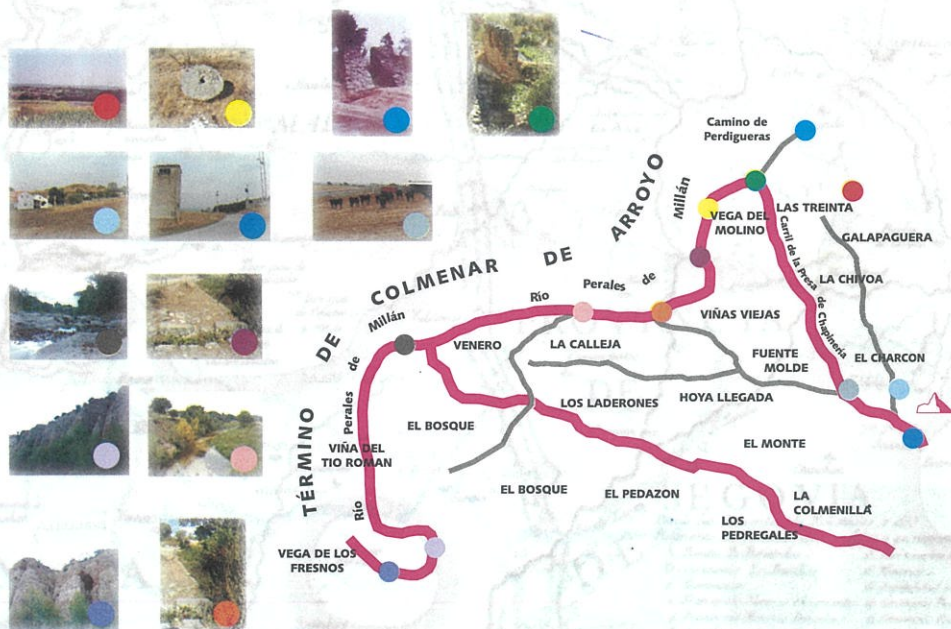 Camino de
Perdigueras
TÉRMINO DE COLMENAR DE ARROYO
LAS TREINTA
VEGA DEL
MOLINO
GALAPAGUERA
Carril de la Presa de Chapinería
LA CHIVOA
Río Perales de Millán
VIÑAS VIEJAS
Río Perales de Millán
VENERO
LA CALLEJA
FUENTE
MOLDE
EL CHARCON
HOYA LLEGADA
LOS LADERONES
EL BOSQUE
EL MONTE
VIÑA DEL
TIO ROMAN
EL BOSQUE
EL PEDAZON
LA
COLMENILLA
LOS
PEDREGALES
VEGA DE LOS
FRESNOS